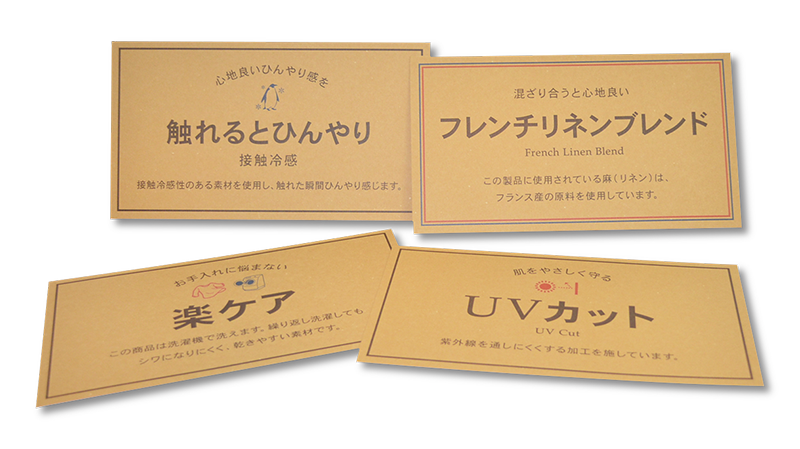 心地良いひんやり感を
触れるとひんやり
接触冷感
接触冷感性のある素材を使用し、触れた瞬間ひんやり感じます。
混ざり合うと心地良い
フレンチリネンブレンド
French Linen Blend
この製品に使用されている麻(リネン)は、
フランス産の原料を使用しています。
お手入れに悩まない
楽ケア
この商品は洗濯機で洗えます。繰り返し洗濯しても
シワになりにくく、乾きやすい素材です。
肌をやさしく守る
UVカット
UV Cut
紫外線を通しにくくする加工を施しています。